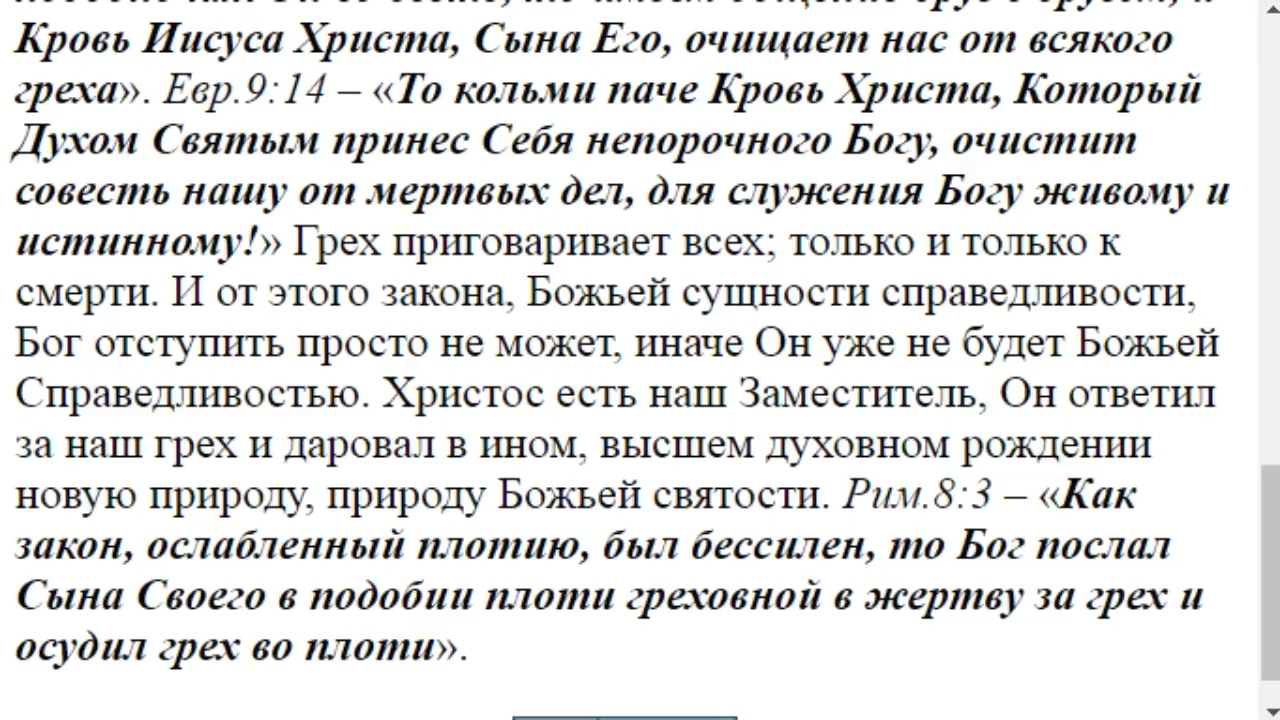 Кровь Иисуса Христа, Сына Его, очищает нас от всякого
греха». Евр.9:14 – «То кольми паче Кровь Христа, Который
Духом Святым принес Себя непорочного Богу, очистит
совесть нашу от мертвых дел, для служения Богу живому и
истинному!» Грех приговаривает всех; только и только к
смерти. И от этого закона, Божьей сущности справедливости,
Бог отступить просто не может, иначе Он уже не будет Божьей
Справедливостью. Христос есть наш Заместитель, Он ответил
за наш грех и даровал в ином, высшем духовном рождении
новую природу, природу Божьей святости. Рим.8:3 – «Как
закон, ослабленный плотию, был бессилен, то Бог послал
Сына Своего в подобии плоти греховной в жертву за грех и
осудил грех во плоти».